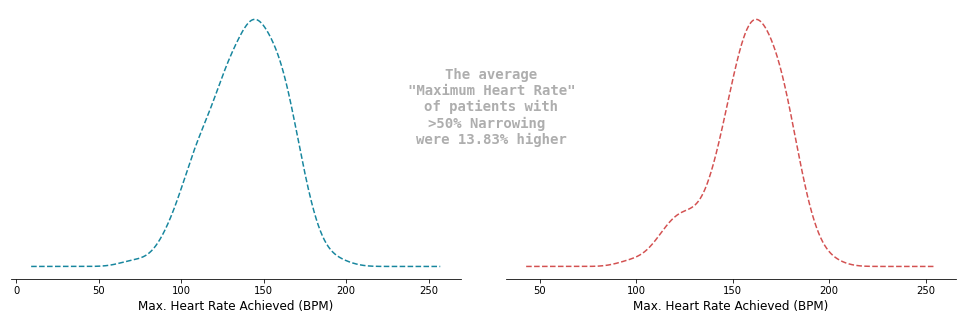 The average
"Maximum Heart Rate"
of patients with
>50% Narrowing
were 13.83% higher
0 50 100 150 200 250
Max. Heart Rate Achieved (BPM)
50 100 150 200 250
Max. Heart Rate Achieved (BPM)